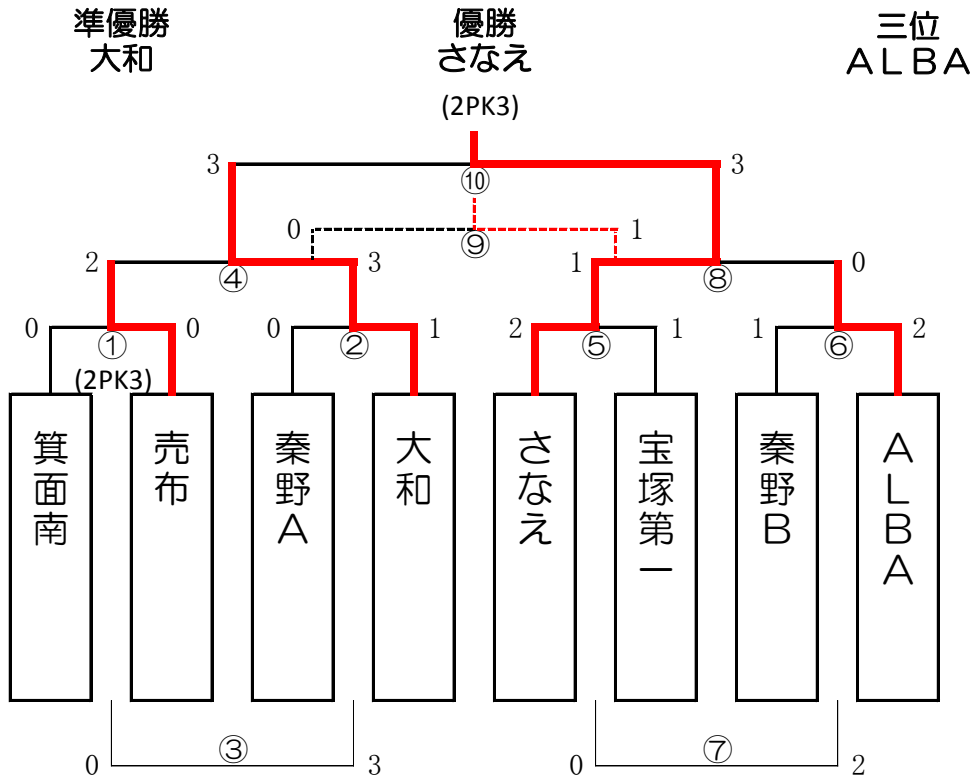 準優勝
大和
優勝
さなえ
三位
ALBA
(2PK3)
3
⑩
3
0
⑨
1
2
④
3
1
⑧
0
0
①
0
0
②
1
2
⑤
1
1
⑥
2
(2PK3)
箕面南
売布
秦野A
大和
さなえ
宝塚第一
秦野B
ALBA
0
③
3
0
⑦
2